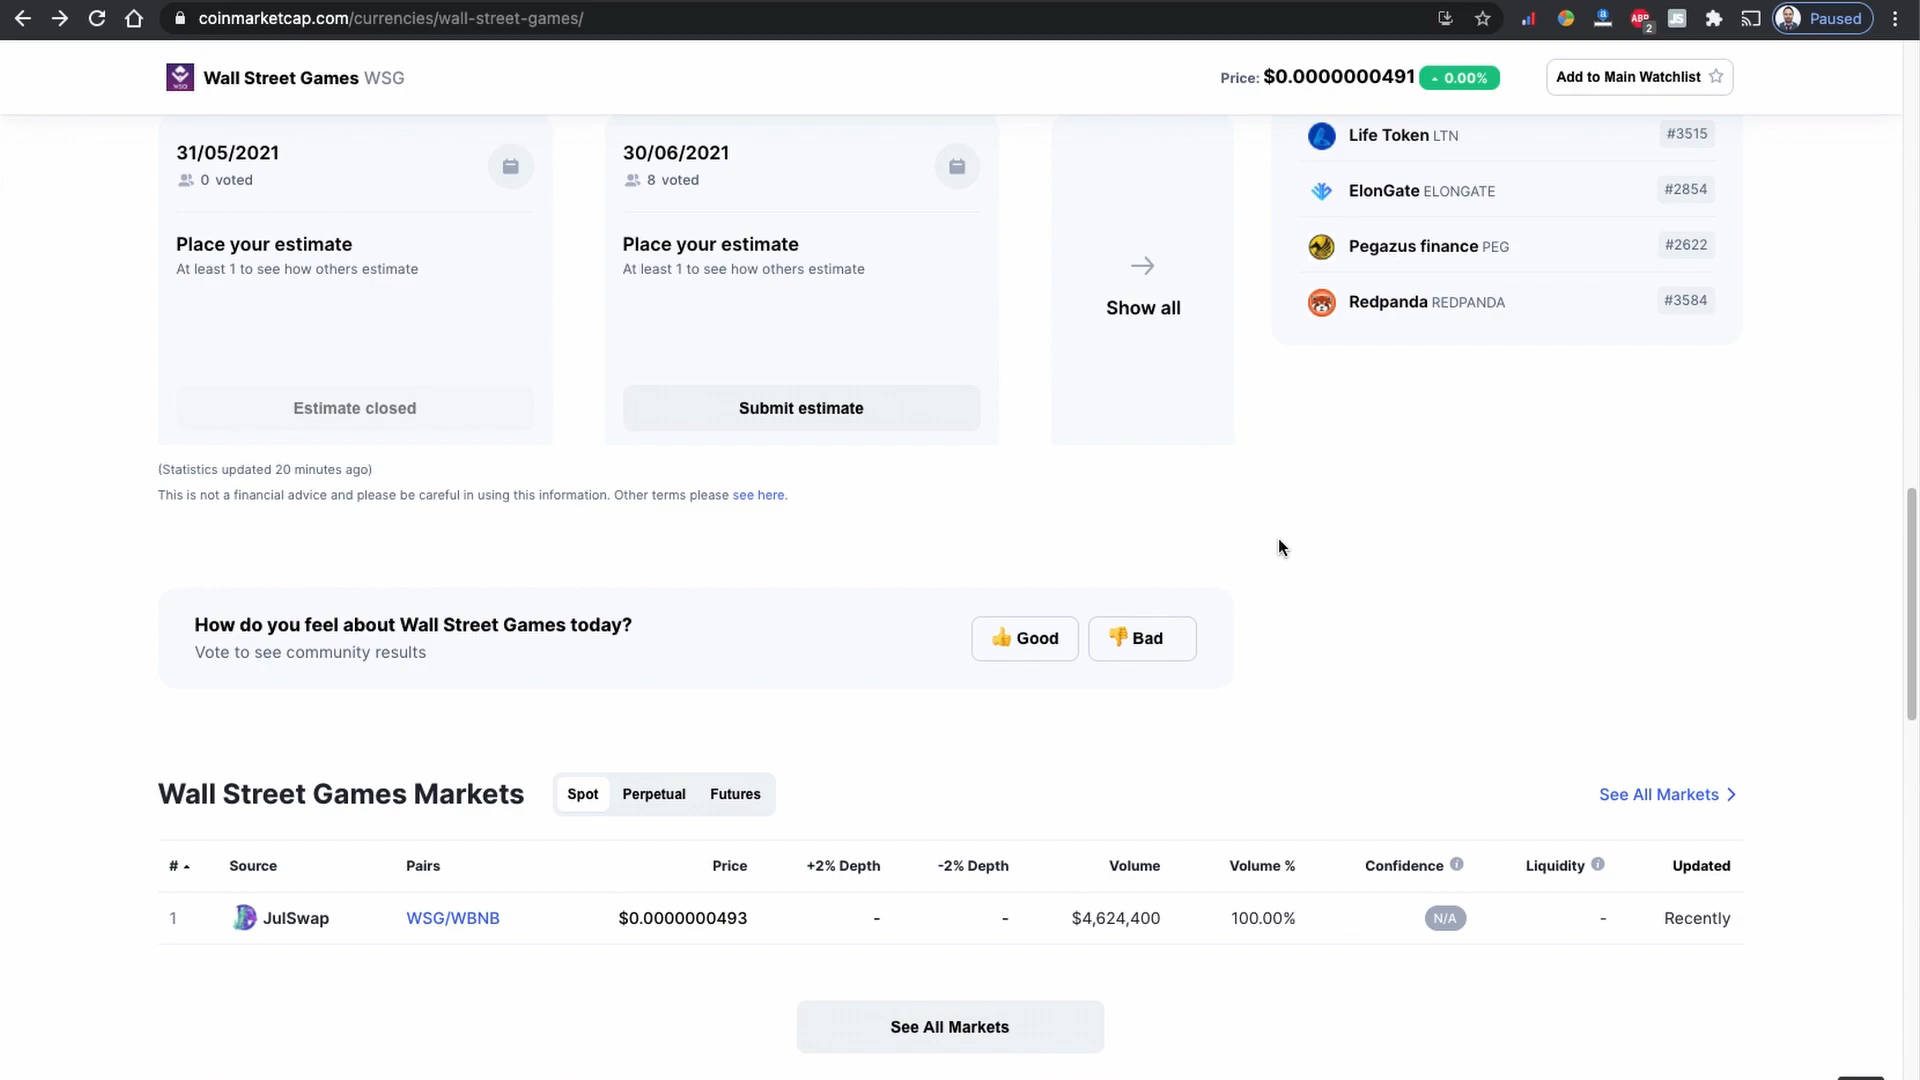 coinmarketcap.com/currencies/wall-street-games/
ABP
2
JS
Paused
WSG
Wall Street Games WSG
Price: $0.0000000491 0.00%
Add to Main Watchlist
31/05/2021
0 voted
Place your estimate
At least 1 to see how others estimate
Estimate closed
30/06/2021
8 voted
Place your estimate
At least 1 to see how others estimate
Submit estimate
Show all
Life Token LTN #3515
ElonGate ELONGATE #2854
Pegazus finance PEG #2622
Redpanda REDPANDA #3584
(Statistics updated 20 minutes ago)
This is not a financial advice and please be careful in using this information. Other terms please see here.
How do you feel about Wall Street Games today?
Vote to see community results
Good
Bad
Wall Street Games Markets
Spot Perpetual Futures
See All Markets
# Source Pairs Price +2% Depth -2% Depth Volume Volume % Confidence Liquidity Updated
1 JulSwap WSG/WBNB $0.0000000493 - - $4,624,400 100.00% N/A - Recently
See All Markets